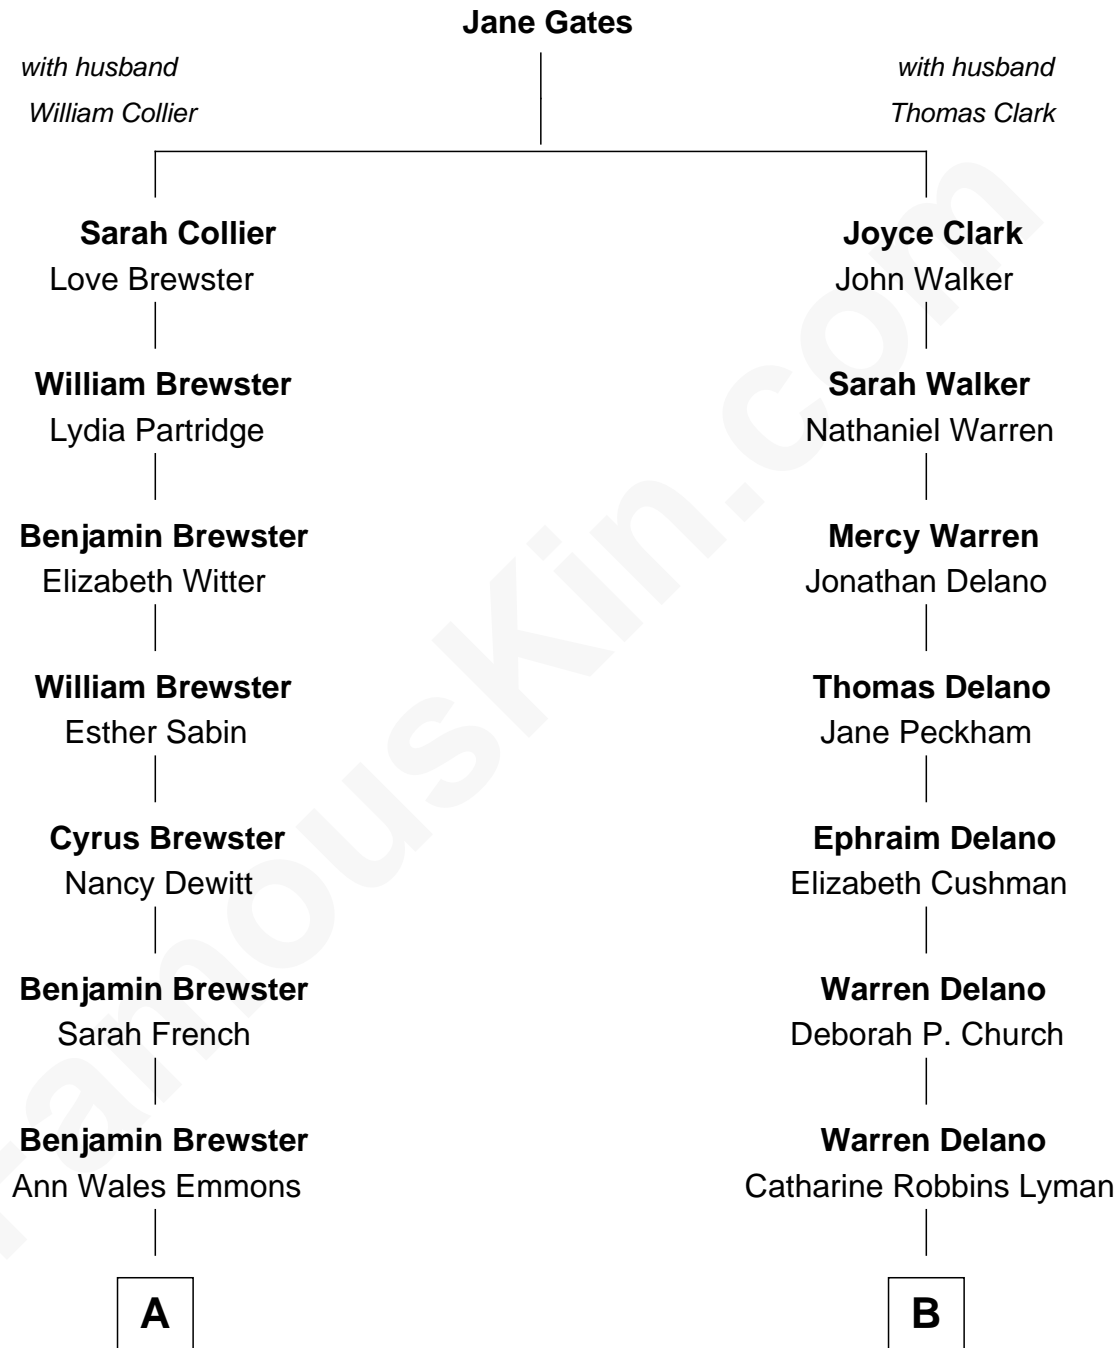 Jane Gates
with husband
William Collier
with husband
Thomas Clark
Sarah Collier
Love Brewster
Joyce Clark
John Walker
William Brewster
Lydia Partridge
Sarah Walker
Nathaniel Warren
Benjamin Brewster
Elizabeth Witter
Mercy Warren
Jonathan Delano
William Brewster
Esther Sabin
Thomas Delano
Jane Peckham
Cyrus Brewster
Nancy Dewitt
Ephraim Delano
Elizabeth Cushman
Benjamin Brewster
Sarah French
Warren Delano
Deborah P. Church
Benjamin Brewster
Ann Wales Emmons
Warren Delano
Catharine Robbins Lyman
A
B
FamousKin.com